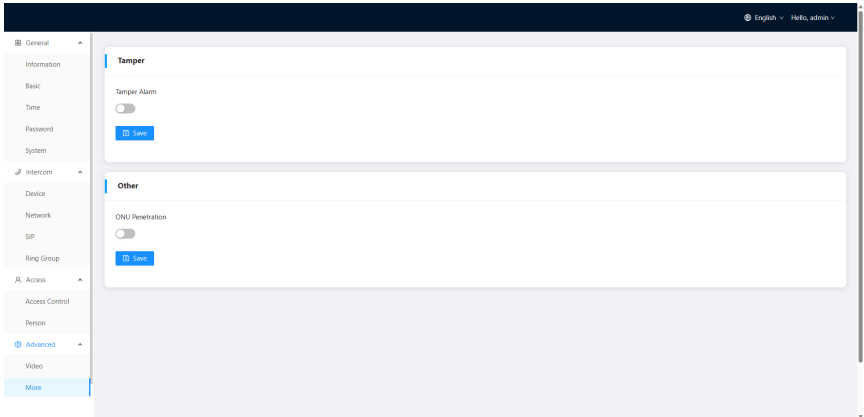 English Hello, admin
General
Information
Basic
Time
Password
System
Intercom
Device
Network
SIP
Ring Group
Access
Access Control
Person
Advanced
Video
More
Tamper
Tamper Alarm
Save
Other
ONU Penetration
Save